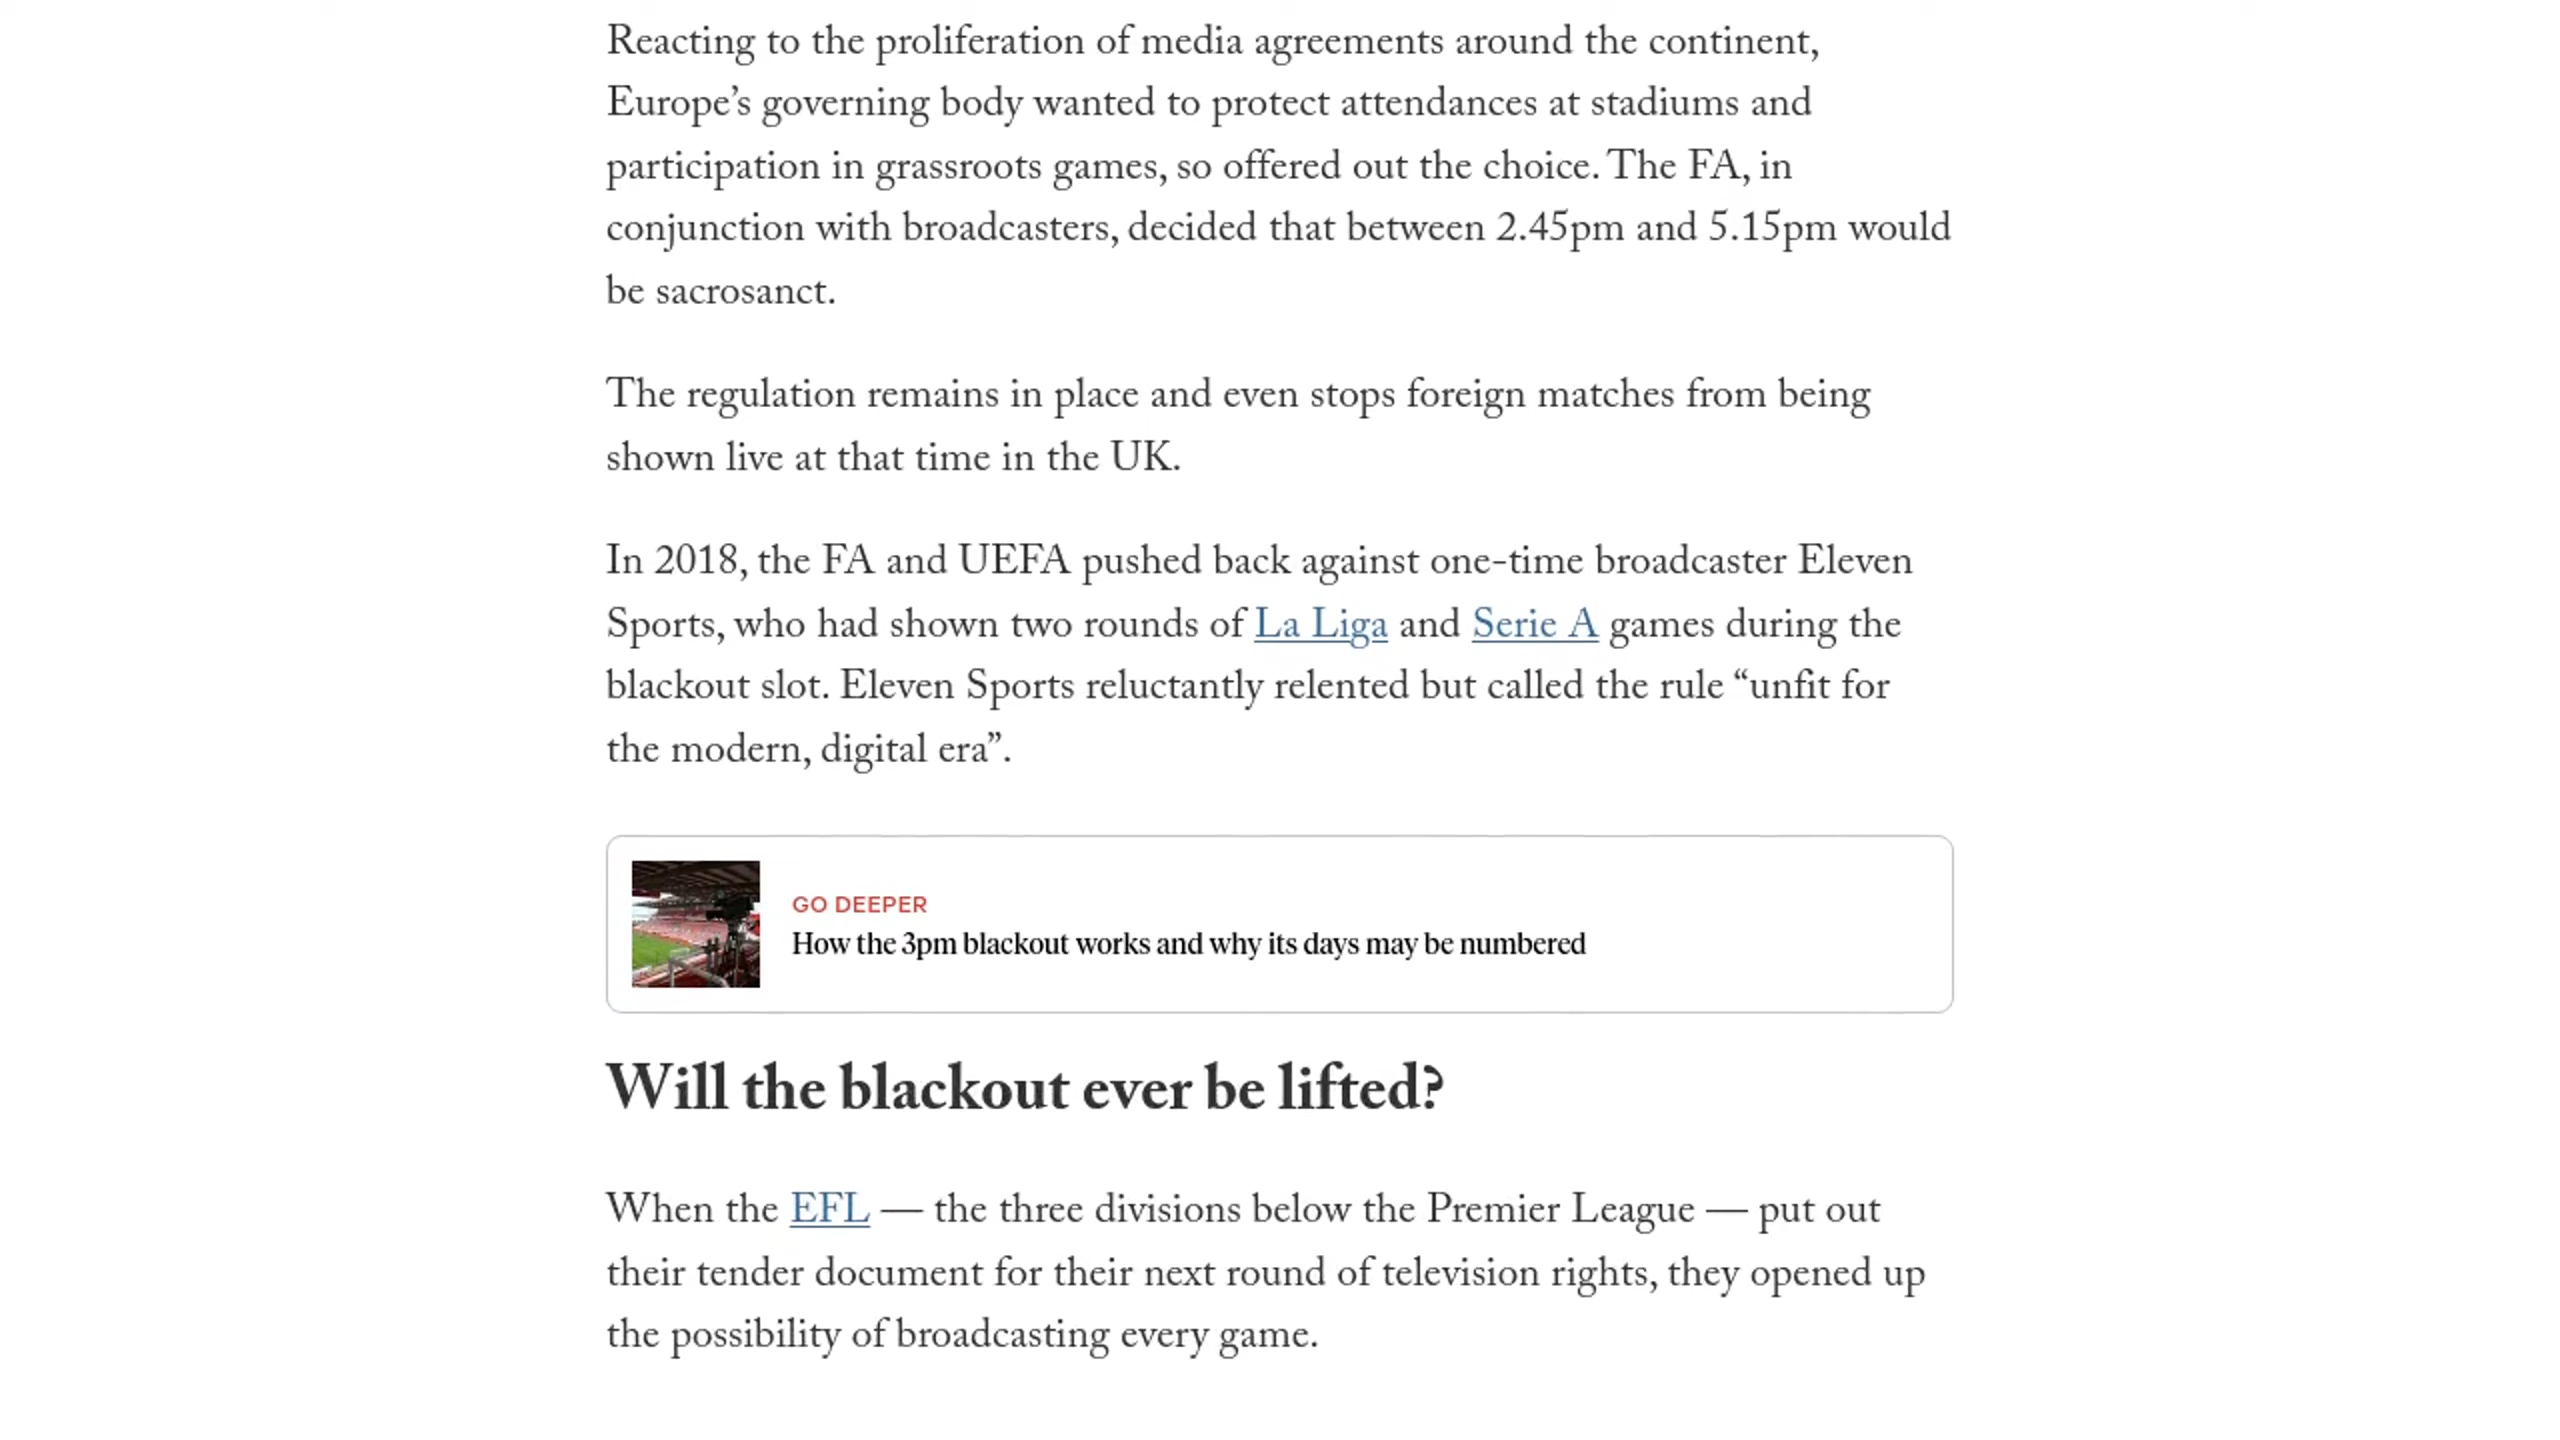 Reacting to the proliferation of media agreements around the continent,
Europe’s governing body wanted to protect attendances at stadiums and
participation in grassroots games, so offered out the choice. The FA, in
conjunction with broadcasters, decided that between 2.45pm and 5.15pm would
be sacrosanct.
The regulation remains in place and even stops foreign matches from being
shown live at that time in the UK.
In 2018, the FA and UEFA pushed back against one-time broadcaster Eleven
Sports, who had shown two rounds of La Liga and Serie A games during the
blackout slot. Eleven Sports reluctantly relented but called the rule “unfit for
the modern, digital era”.
GO DEEPER
How the 3pm blackout works and why its days may be numbered
Will the blackout ever be lifted?
When the EFL — the three divisions below the Premier League — put out
their tender document for their next round of television rights, they opened up
the possibility of broadcasting every game.